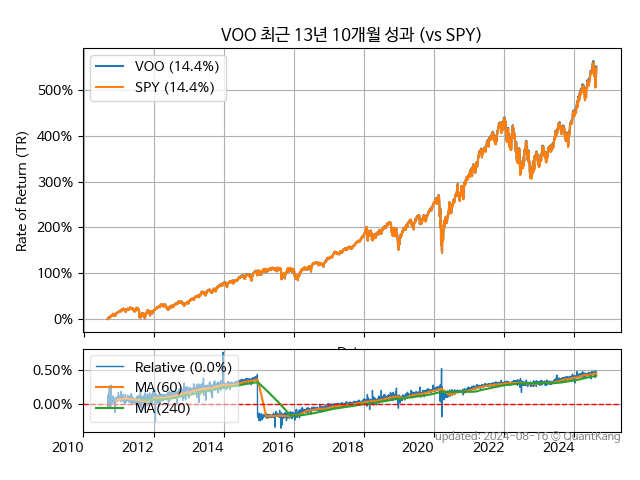 VOO 최근 13년 10개월 성과 (vs SPY)
VOO (14.4%)
SPY (14.4%)
Rate of Return (TR)
500%
400%
300%
200%
100%
0%
Relative (0.0%)
MA(60)
MA(240)
0.50%
0.00%
2010 2012 2014 2016 2018 2020 2022 2024
updated: 2024-08-16 © QuantKang